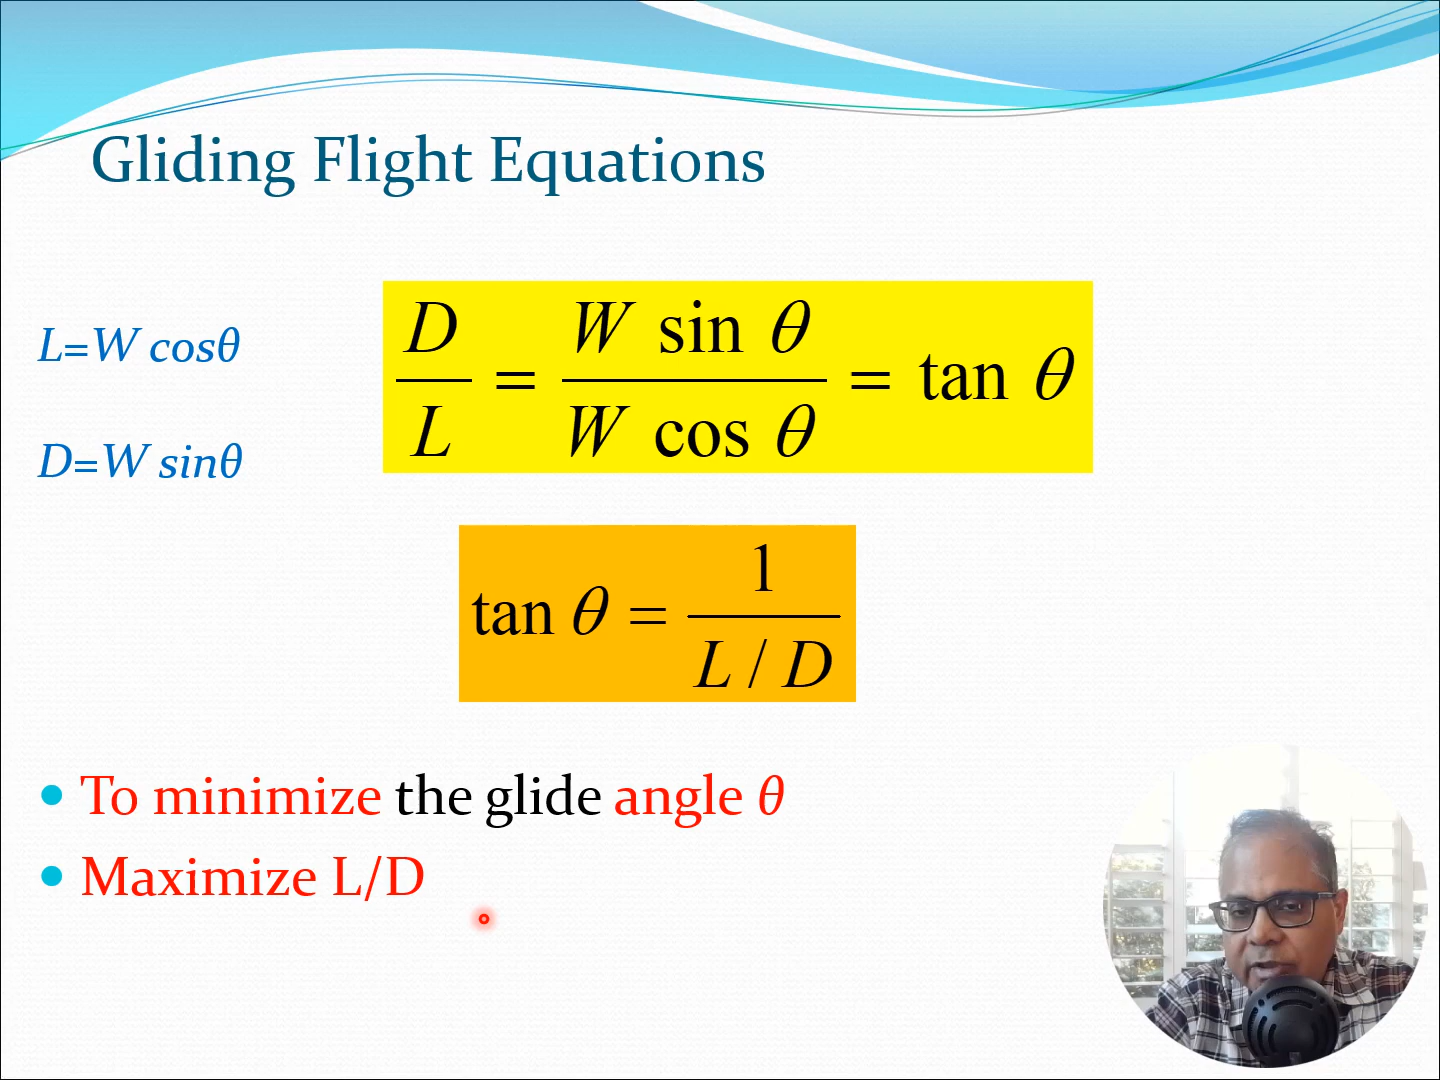 Gliding Flight Equations
L=W cosθ
D=W sinθ
D/L = W sin θ / W cos θ = tan θ
tan θ = 1 / L / D
• To minimize the glide angle θ
• Maximize L/D